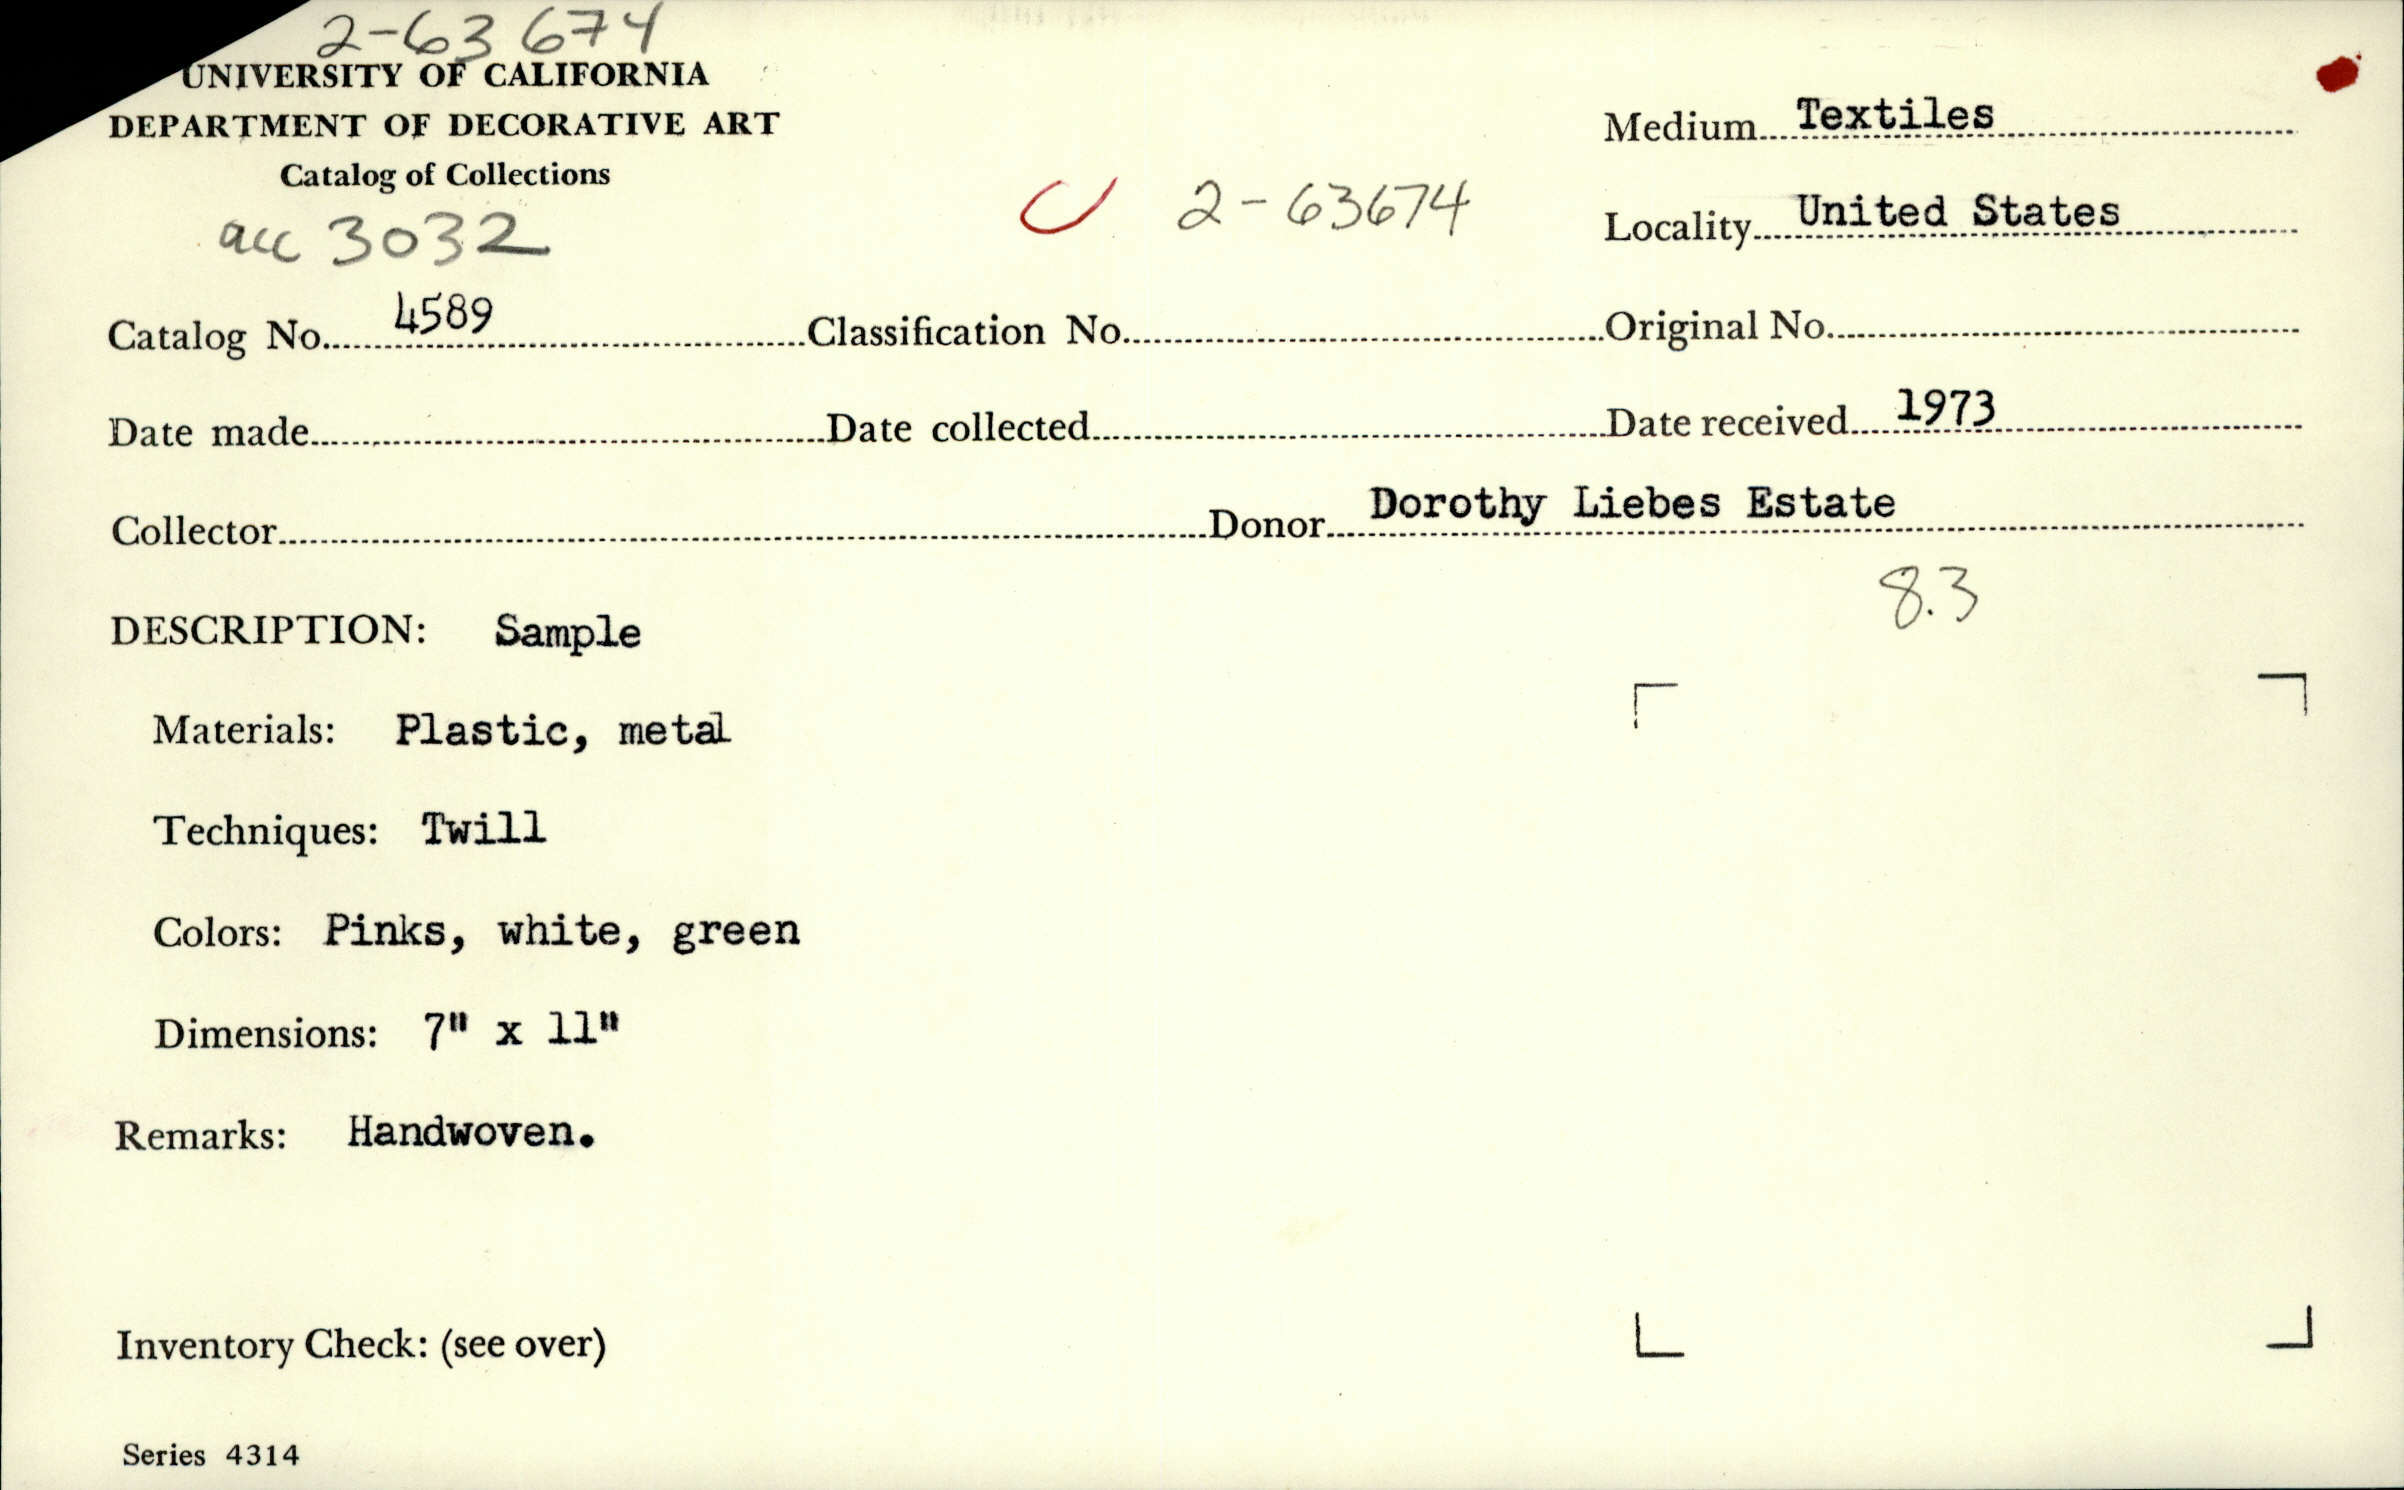 2-63 674
UNIVERSITY OF CALIFORNIA
DEPARTMENT OF DECORATIVE ART
Catalog of Collections
acc 3032
2-63674
Medium Textiles
Locality United States
Catalog No. 4589 Classification No. Original No.
Date made Date collected Date received 1973
Collector Donor Dorothy Liebes Estate
8.3
DESCRIPTION: Sample
Materials: Plastic, metal
Techniques: Twill
Colors: Pinks, white, green
Dimensions: 7" x 11"
Remarks: Handwoven.
Inventory Check: (see over)
Series 4314